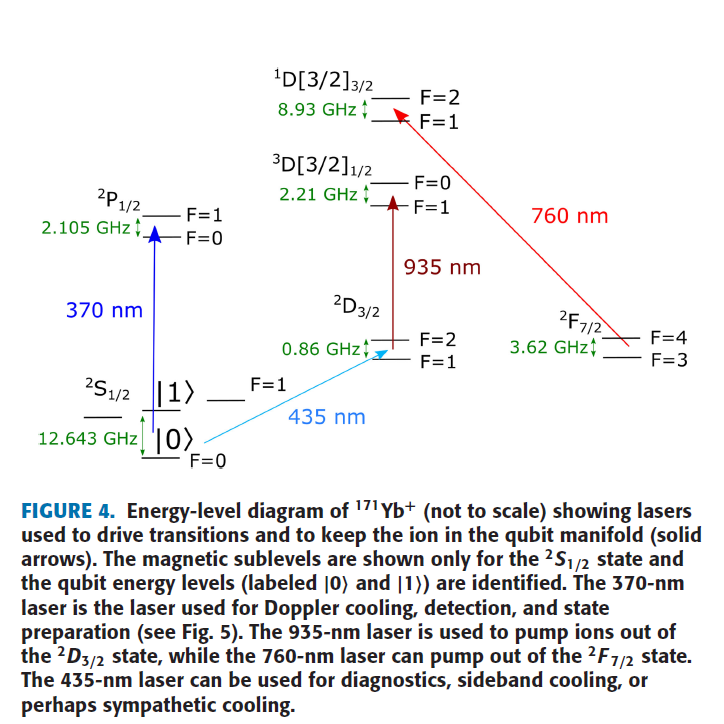 ¹D[3/2]₃/₂
F=2
8.93 GHz
F=1
³D[3/2]₁/₂
F=0
2.21 GHz
F=1
²P₁/₂
F=1
760 nm
2.105 GHz
F=0
935 nm
370 nm
²D₃/₂
²F₇/₂
F=2
F=4
0.86 GHz
3.62 GHz
F=1
F=3
²S₁/₂
|1⟩
F=1
435 nm
12.643 GHz
|0⟩
F=0
FIGURE 4. Energy-level diagram of ¹⁷¹Yb+ (not to scale) showing lasers
used to drive transitions and to keep the ion in the qubit manifold (solid
arrows). The magnetic sublevels are shown only for the ²S₁/₂ state and
the qubit energy levels (labeled |0⟩ and |1⟩) are identified. The 370-nm
laser is the laser used for Doppler cooling, detection, and state
preparation (see Fig. 5). The 935-nm laser is used to pump ions out of
the ²D₃/₂ state, while the 760-nm laser can pump out of the ²F₇/₂ state.
The 435-nm laser can be used for diagnostics, sideband cooling, or
perhaps sympathetic cooling.